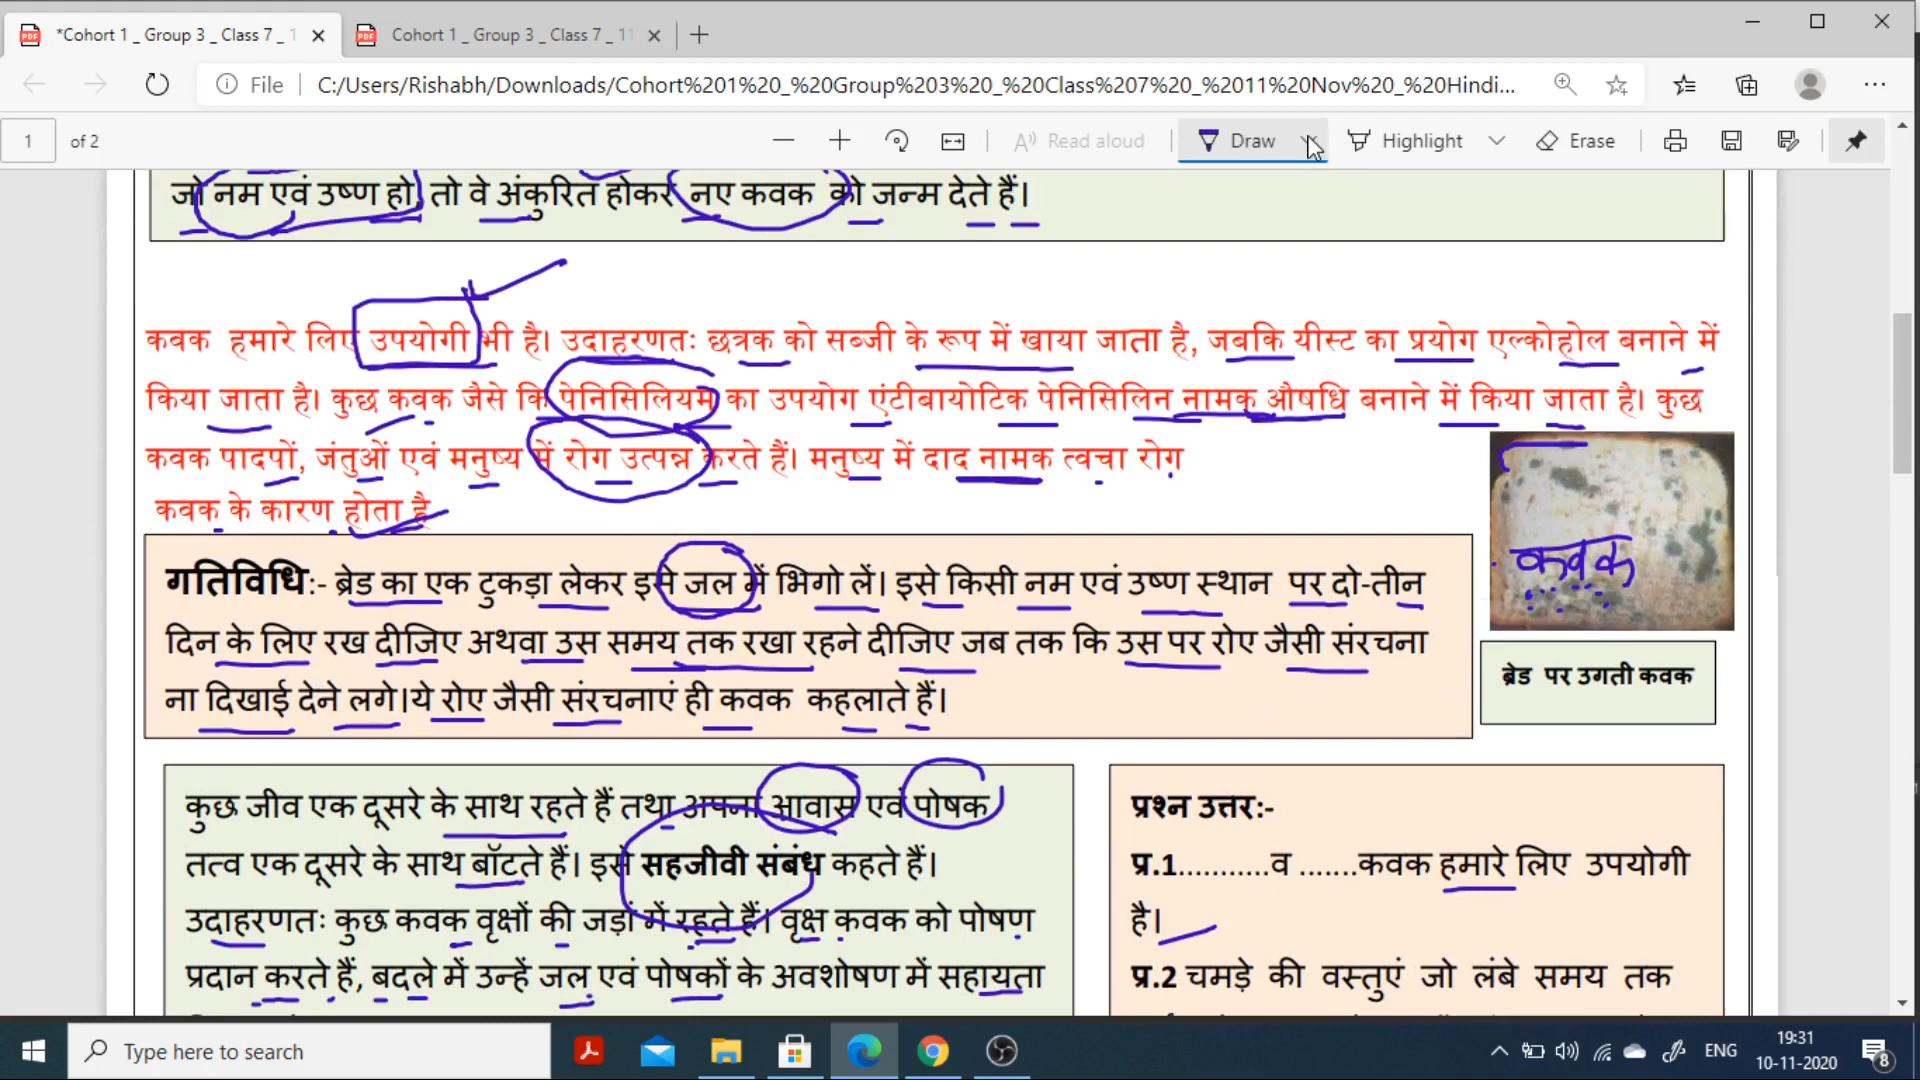 *Cohort 1 _ Group 3 _ Class 7 _ 1
Cohort 1 _ Group 3 _ Class 7 _ 11
File C:/Users/Rishabh/Downloads/Cohort%201%20_%20Group%203%20_%20Class%207%20_%2011%20Nov%20_%20Hindi...
1 of 2 Read aloud Draw Highlight Erase
जो नम एवं उष्ण हो, तो वे अंकुरित होकर नए कवक को जन्म देते हैं।
कवक हमारे लिए उपयोगी भी है। उदाहरणतः छत्रक को सब्जी के रूप में खाया जाता है, जबकि यीस्ट का प्रयोग एल्कोहोल बनाने में
किया जाता है। कुछ कवक जैसे कि पेनिसिलियम का उपयोग एंटीबायोटिक पेनिसिलिन नामक औषधि बनाने में किया जाता है। कुछ
कवक पादपों, जंतुओं एवं मनुष्य में रोग उत्पन्न करते हैं। मनुष्य में दाद नामक त्वचा रोग
कवक के कारण होता है
कवक
गतिविधि:- ब्रेड का एक टुकड़ा लेकर इसे जल में भिगो लें। इसे किसी नम एवं उष्ण स्थान पर दो-तीन
दिन के लिए रख दीजिए अथवा उस समय तक रखा रहने दीजिए जब तक कि उस पर रोए जैसी संरचना
ना दिखाई देने लगे।ये रोए जैसी संरचनाएं ही कवक कहलाते हैं।
ब्रेड पर उगती कवक
कुछ जीव एक दूसरे के साथ रहते हैं तथा अपना आवास एवं पोषक
तत्व एक दूसरे के साथ बॉटते हैं। इसे सहजीवी संबंध कहते हैं।
उदाहरणतः कुछ कवक वृक्षों की जड़ों में रहते हैं। वृक्ष कवक को पोषण
प्रदान करते हैं, बदले में उन्हें जल एवं पोषकों के अवशोषण में सहायता
प्रश्न उत्तर:-
प्र.1...........व .......कवक हमारे लिए उपयोगी
है।
प्र.2 चमड़े की वस्तुएं जो लंबे समय तक
Type here to search
ENG
19:31
10-11-2020
8